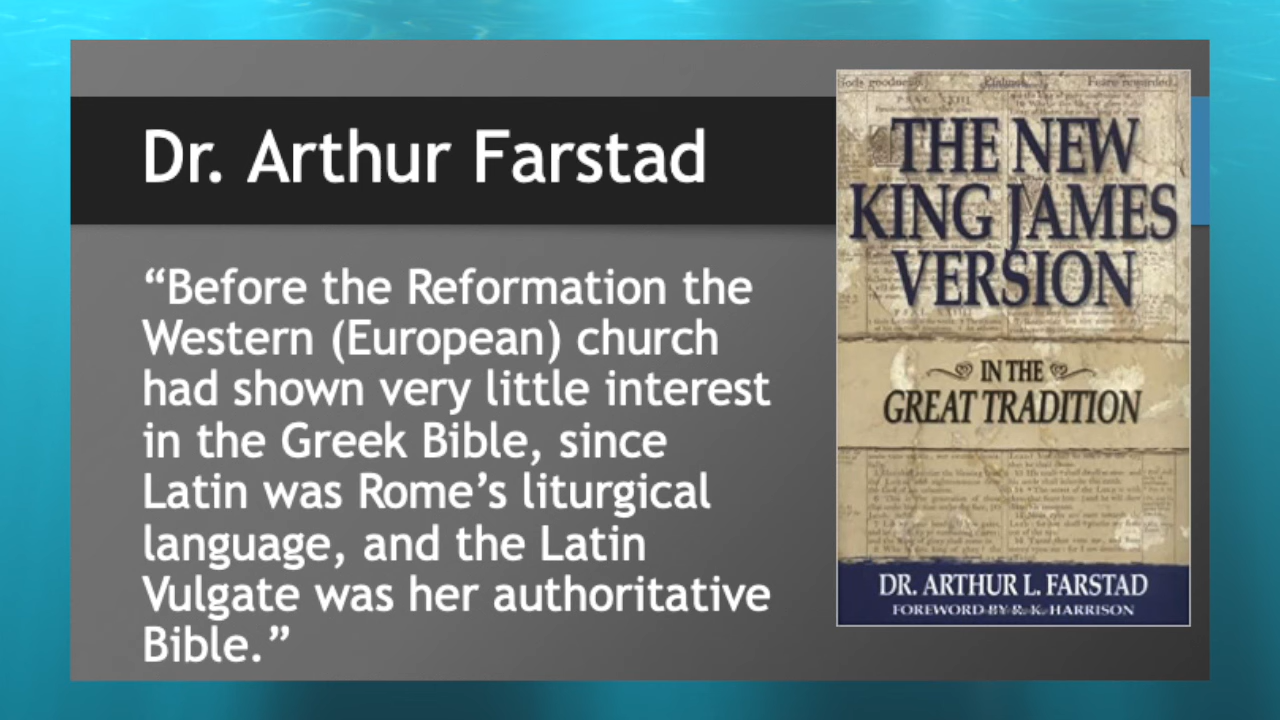 Dr. Arthur Farstad
“Before the Reformation the
Western (European) church
had shown very little interest
in the Greek Bible, since
Latin was Rome’s liturgical
language, and the Latin
Vulgate was her authoritative
Bible.”
THE NEW
KING JAMES
VERSION
IN THE
GREAT TRADITION
DR. ARTHUR L. FARSTAD
FOREWORD BY R. K. HARRISON